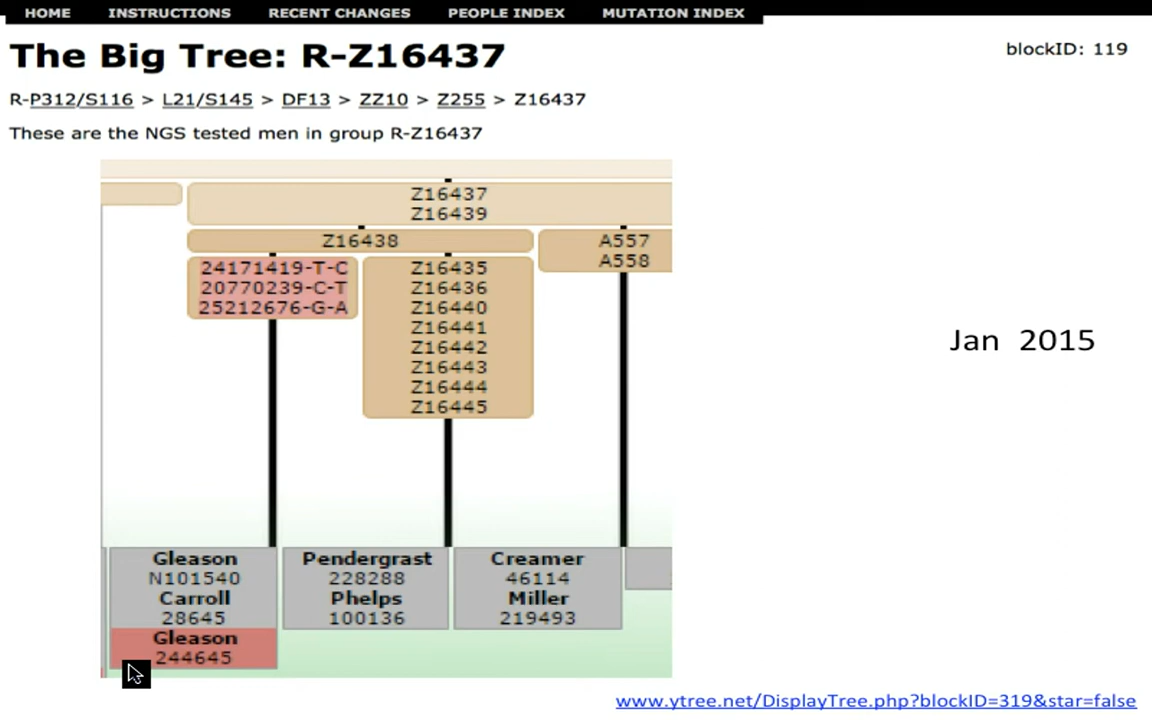 HOME INSTRUCTIONS RECENT CHANGES PEOPLE INDEX MUTATION INDEX
The Big Tree: R-Z16437
blockID: 119
R-P312/S116 > L21/S145 > DF13 > ZZ10 > Z255 > Z16437
These are the NGS tested men in group R-Z16437
Z16437
Z16439
Z16438
A557
A558
24171419-T-C
20770239-C-T
25212676-G-A
Z16435
Z16436
Z16440
Z16441
Z16442
Z16443
Z16444
Z16445
Jan 2015
Gleason
N101540
Carroll
28645
Gleason
244645
Pendergrast
228288
Phelps
100136
Creamer
46114
Miller
219493
www.ytree.net/DisplayTree.php?blockID=319&star=false